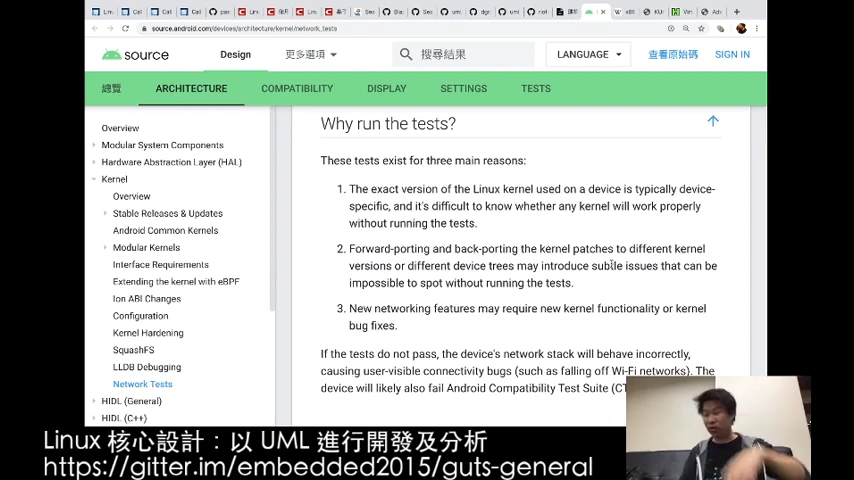 source.android.com/devices/architecture/kernel/network_tests
source
Design
更多選項
搜尋結果
LANGUAGE
查看原始碼
SIGN IN
總覽
ARCHITECTURE
COMPATIBILITY
DISPLAY
SETTINGS
TESTS
Overview
Modular System Components
Hardware Abstraction Layer (HAL)
Kernel
Overview
Stable Releases & Updates
Android Common Kernels
Modular Kernels
Interface Requirements
Extending the kernel with eBPF
Ion ABI Changes
Configuration
Kernel Hardening
SquashFS
LLDB Debugging
Network Tests
HIDL (General)
HIDL (C++)
Why run the tests?
These tests exist for three main reasons:
1. The exact version of the Linux kernel used on a device is typically device-
specific, and it's difficult to know whether any kernel will work properly
without running the tests.
2. Forward-porting and back-porting the kernel patches to different kernel
versions or different device trees may introduce subtle issues that can be
impossible to spot without running the tests.
3. New networking features may require new kernel functionality or kernel
bug fixes.
If the tests do not pass, the device's network stack will behave incorrectly,
causing user-visible connectivity bugs (such as falling off Wi-Fi networks). The
device will likely also fail Android Compatibility Test Suite
Linux 核心設計：以 UML 進行開發及分析
https://gitter.im/embedded2015/guts-general